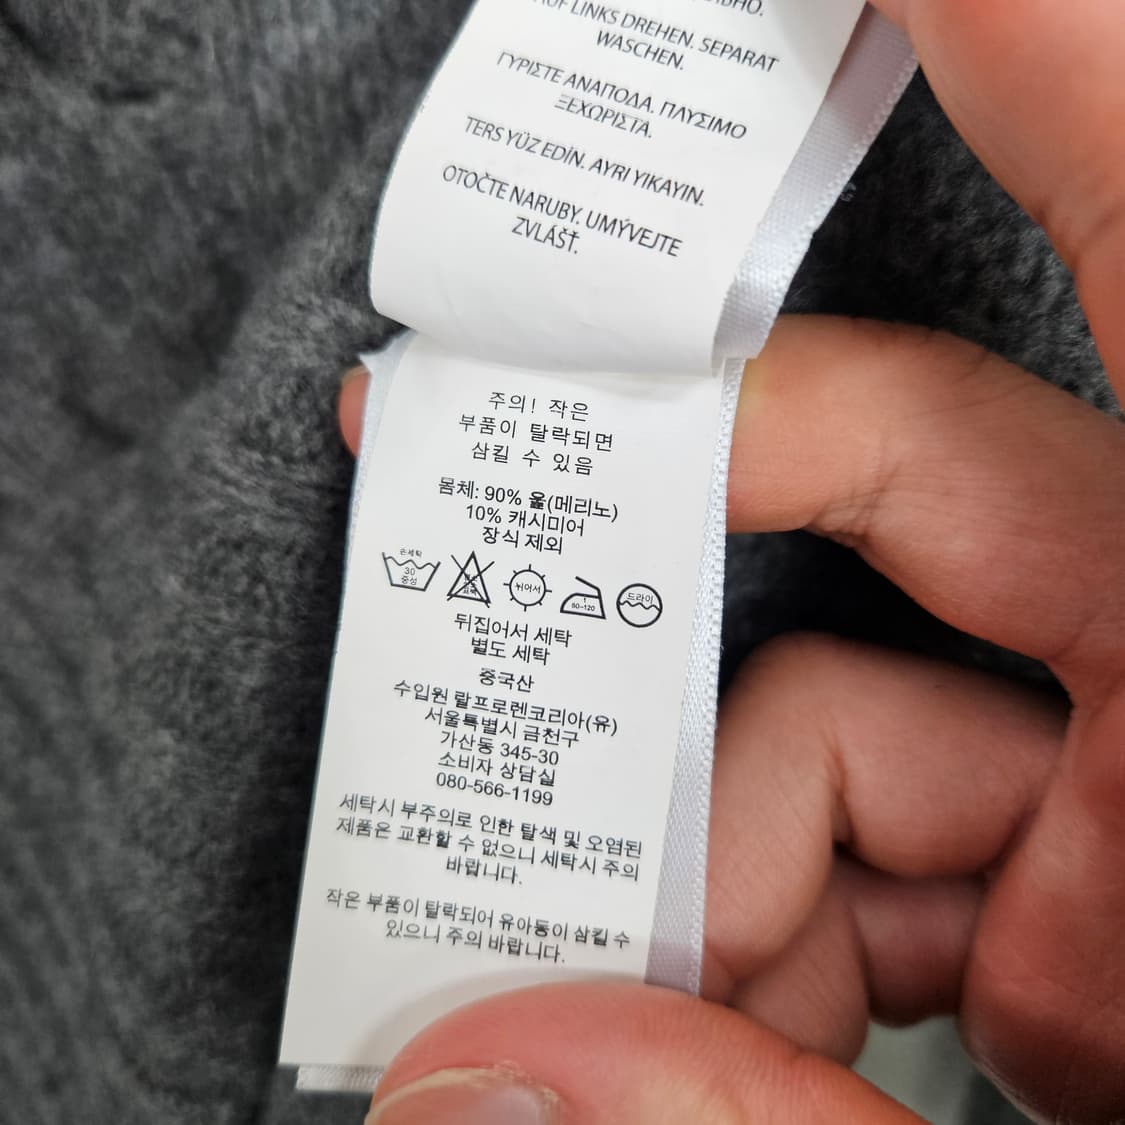 AUF LINKS DREHEN. SEPARAT
WASCHEN.
ΓΥΡΙΣΤΕ ΑΝΑΠΟΔΑ. ΠΛΥΣΙΜΟ
ΞΕΧΩΡΙΣΤΑ.
TERS YÜZ EDİN. AYRI YIKAYIN.
OTOČTE NARUBY. UMÝVEJTE
ZVLÁŠŤ.
주의! 작은
부품이 탈락되면
삼킬 수 있음
몸체: 90% 울(메리노)
10% 캐시미어
장식 제외
손세탁
30
중성
뉘어서
1
80~120
드라이
뒤집어서 세탁
별도 세탁
중국산
수입원 랄프로렌코리아(유)
서울특별시 금천구
가산동 345-30
소비자 상담실
080-566-1199
세탁시 부주의로 인한 탈색 및 오염된
제품은 교환할 수 없으니 세탁시 주의
바랍니다.
작은 부품이 탈락되어 유아동이 삼킬 수
있으니 주의 바랍니다.